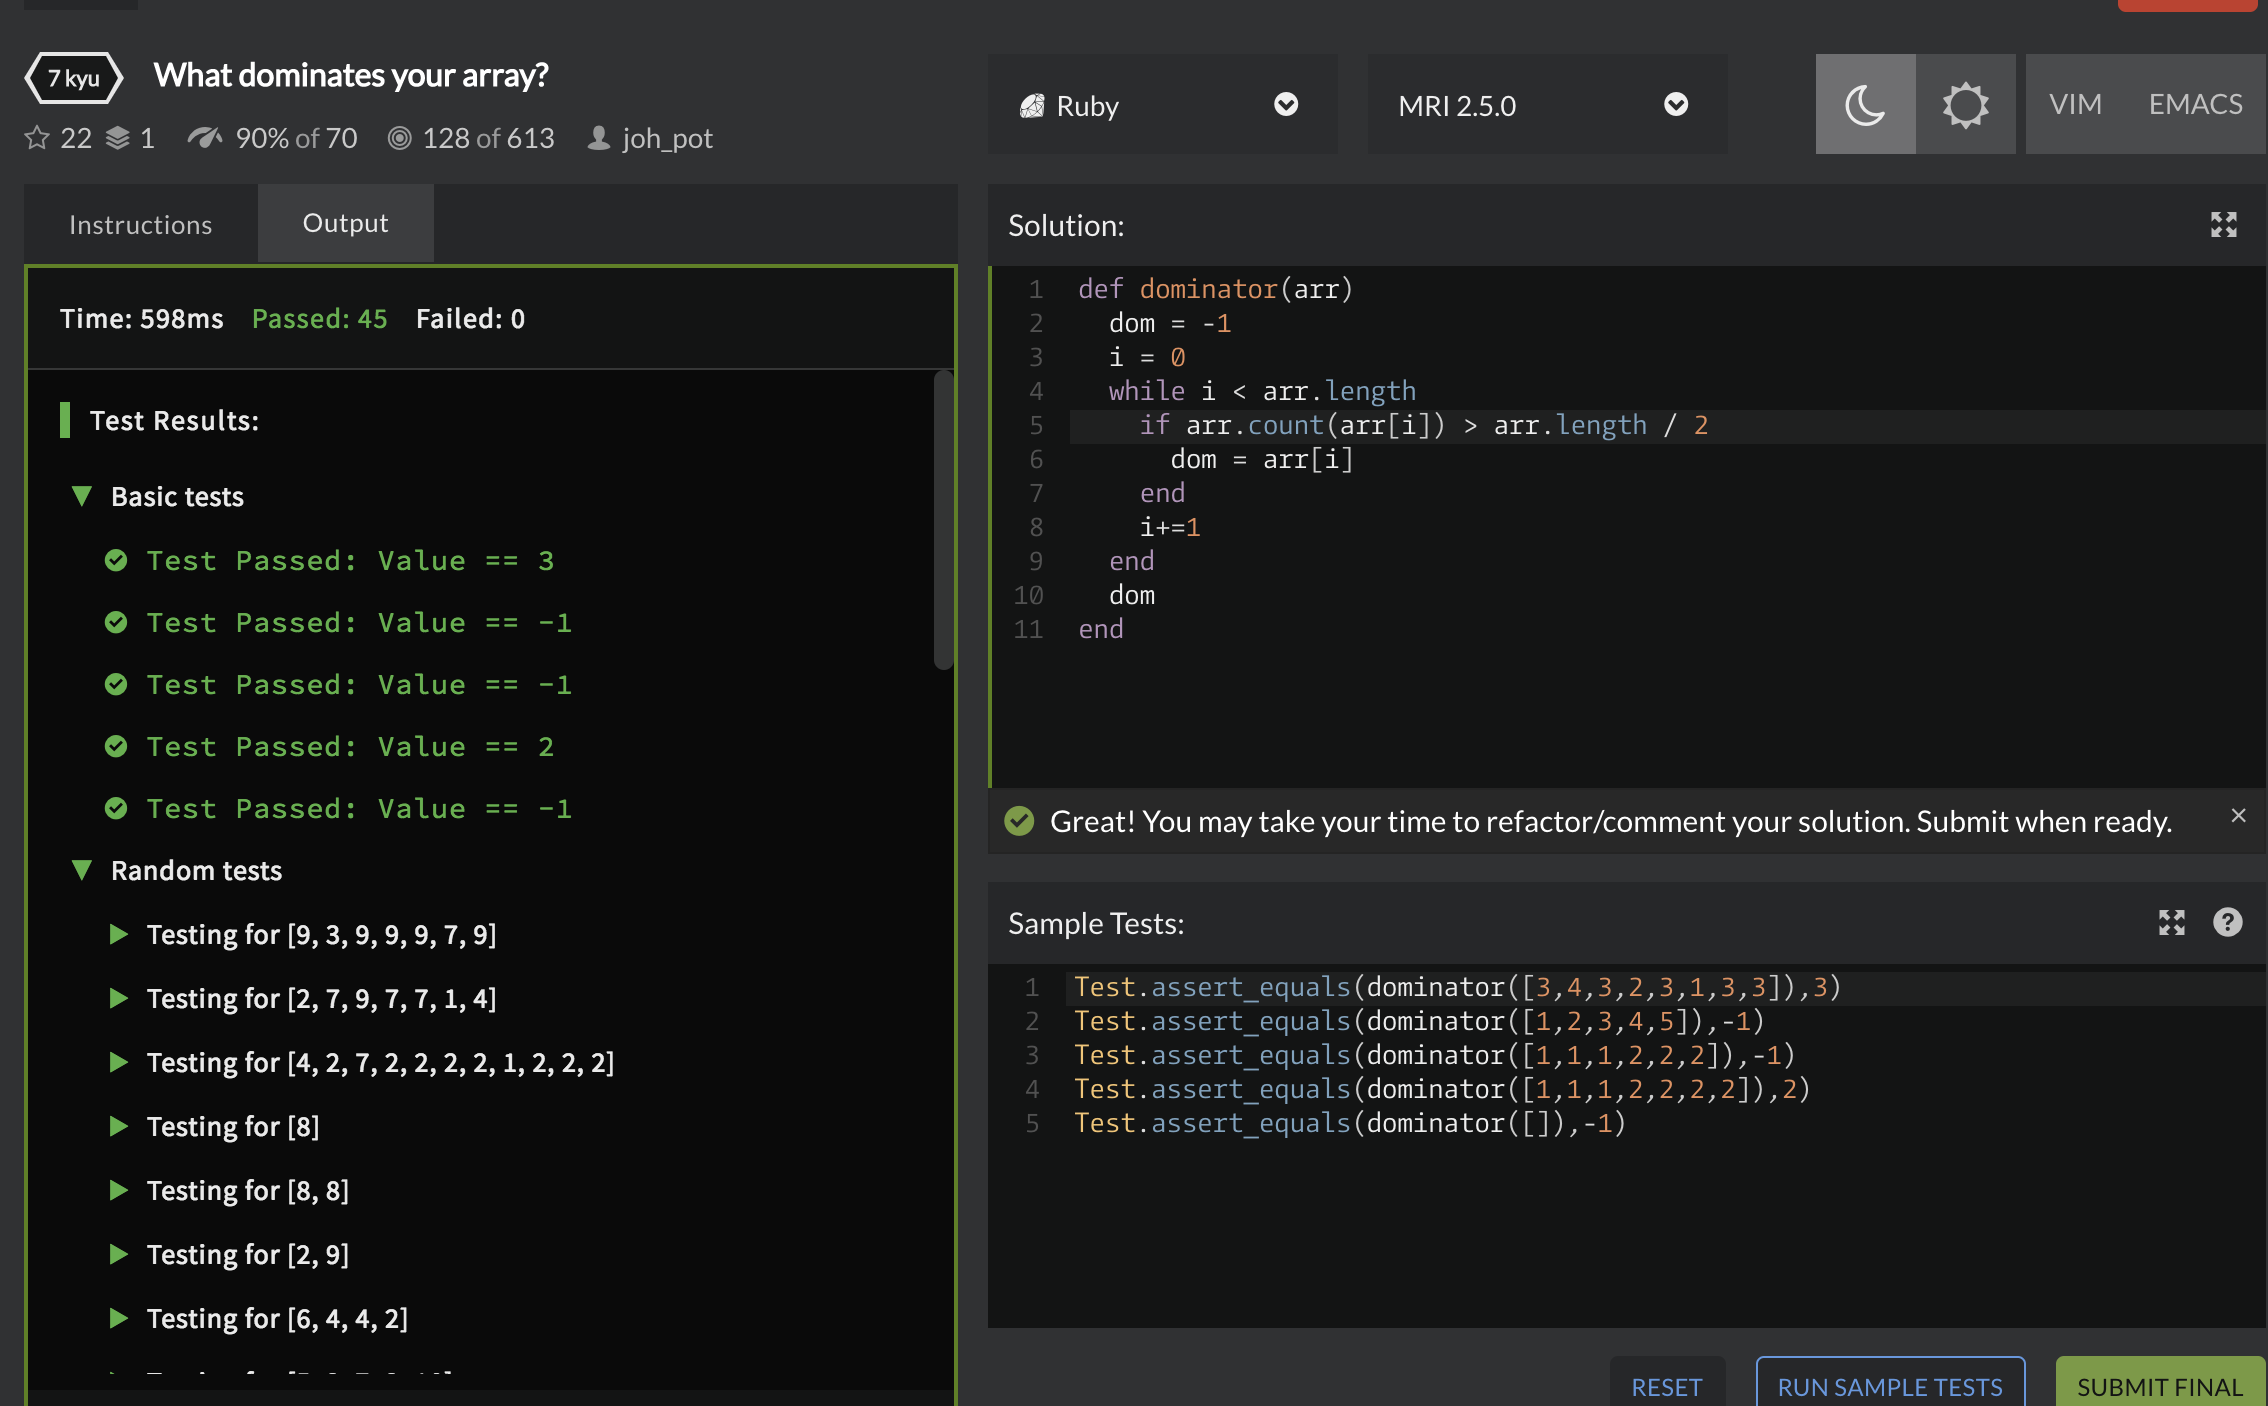 7 kyu What dominates your array?
22 1 90% of 70 128 of 613 joh_pot
Ruby MRI 2.5.0 VIM EMACS
Instructions Output
Time: 598ms Passed: 45 Failed: 0
Test Results:
Basic tests
Test Passed: Value == 3
Test Passed: Value == -1
Test Passed: Value == -1
Test Passed: Value == 2
Test Passed: Value == -1
Random tests
Testing for [9, 3, 9, 9, 9, 7, 9]
Testing for [2, 7, 9, 7, 7, 1, 4]
Testing for [4, 2, 7, 2, 2, 2, 2, 1, 2, 2, 2]
Testing for [8]
Testing for [8, 8]
Testing for [2, 9]
Testing for [6, 4, 4, 2]
Solution:
1 def dominator(arr)
2 dom = -1
3 i = 0
4 while i < arr.length
5 if arr.count(arr[i]) > arr.length / 2
6 dom = arr[i]
7 end
8 i+=1
9 end
10 dom
11 end
Great! You may take your time to refactor/comment your solution. Submit when ready.
Sample Tests:
1 Test.assert_equals(dominator([3,4,3,2,3,1,3,3]),3)
2 Test.assert_equals(dominator([1,2,3,4,5]),-1)
3 Test.assert_equals(dominator([1,1,1,2,2,2]),-1)
4 Test.assert_equals(dominator([1,1,1,2,2,2,2]),2)
5 Test.assert_equals(dominator([]),-1)
RESET RUN SAMPLE TESTS SUBMIT FINAL